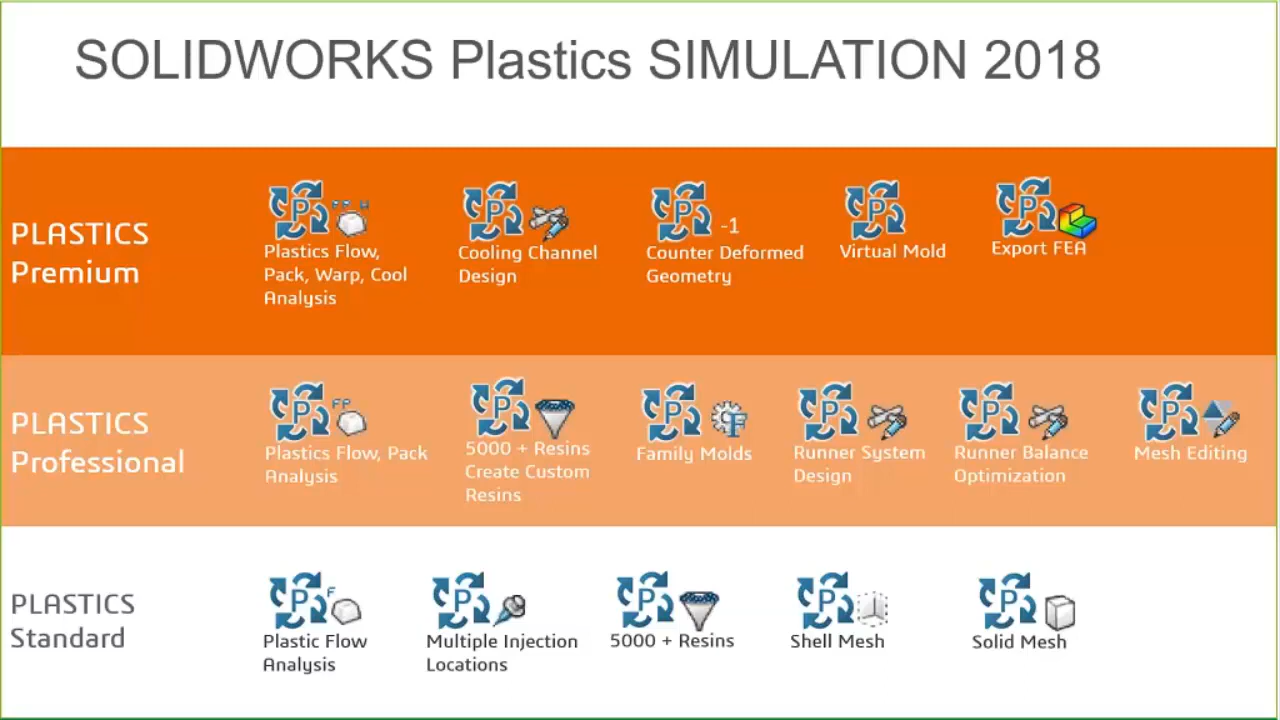 SOLIDWORKS Plastics SIMULATION 2018
PLASTICS
Premium
P
Plastics Flow,
Pack, Warp, Cool
Analysis
P
Cooling Channel
Design
P -1
Counter Deformed
Geometry
P
Virtual Mold
P
Export FEA
PLASTICS
Professional
P F P
Plastics Flow, Pack
Analysis
P
5000 + Resins
Create Custom
Resins
P F
Family Molds
P
Runner System
Design
P
Runner Balance
Optimization
P
Mesh Editing
PLASTICS
Standard
P F
Plastic Flow
Analysis
P
Multiple Injection
Locations
P
5000 + Resins
P
Shell Mesh
P
Solid Mesh